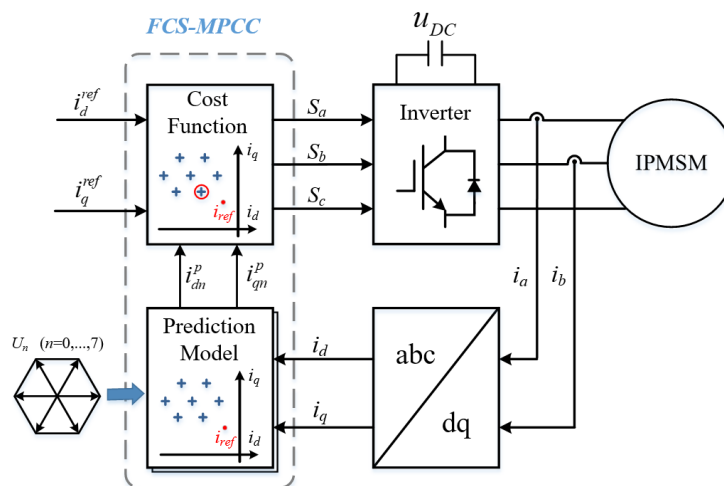 FCS-MPCC
u_DC
i_d^ref
Cost
Function
i_q
i_ref
i_d
S_a
S_b
S_c
Inverter
IPMSM
i_q^ref
i_dn^p
i_qn^p
i_a
i_b
U_n (n=0,...,7)
Prediction
Model
i_q
i_ref
i_d
i_d
i_q
abc
dq